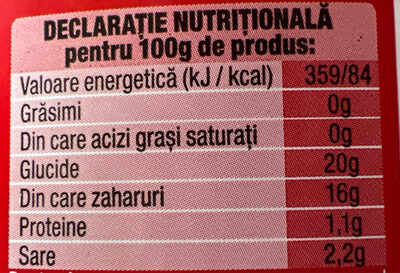 DECLARAȚIE NUTRIȚIONALĂ
pentru 100g de produs:
Valoare energetică (kJ / kcal) 359/84
Grăsimi 0g
Din care acizi grași saturați 0g
Glucide 20g
Din care zaharuri 16g
Proteine 1,1g
Sare 2,2g